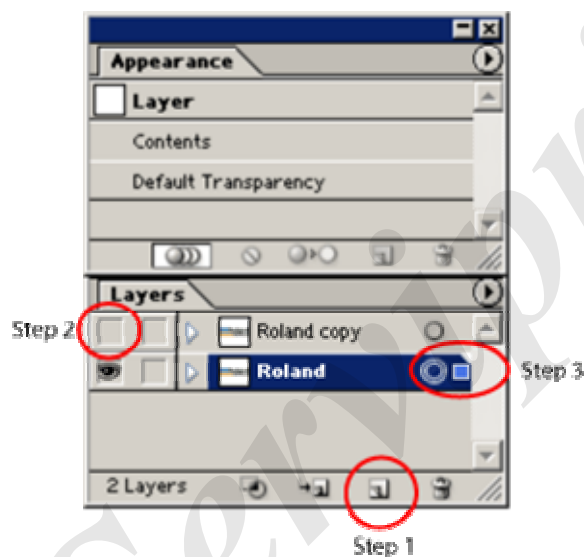 Appearance
Layer
Contents
Default Transparency
Layers
Step 2
Roland copy
Roland
Step 3
2 Layers
Step 1